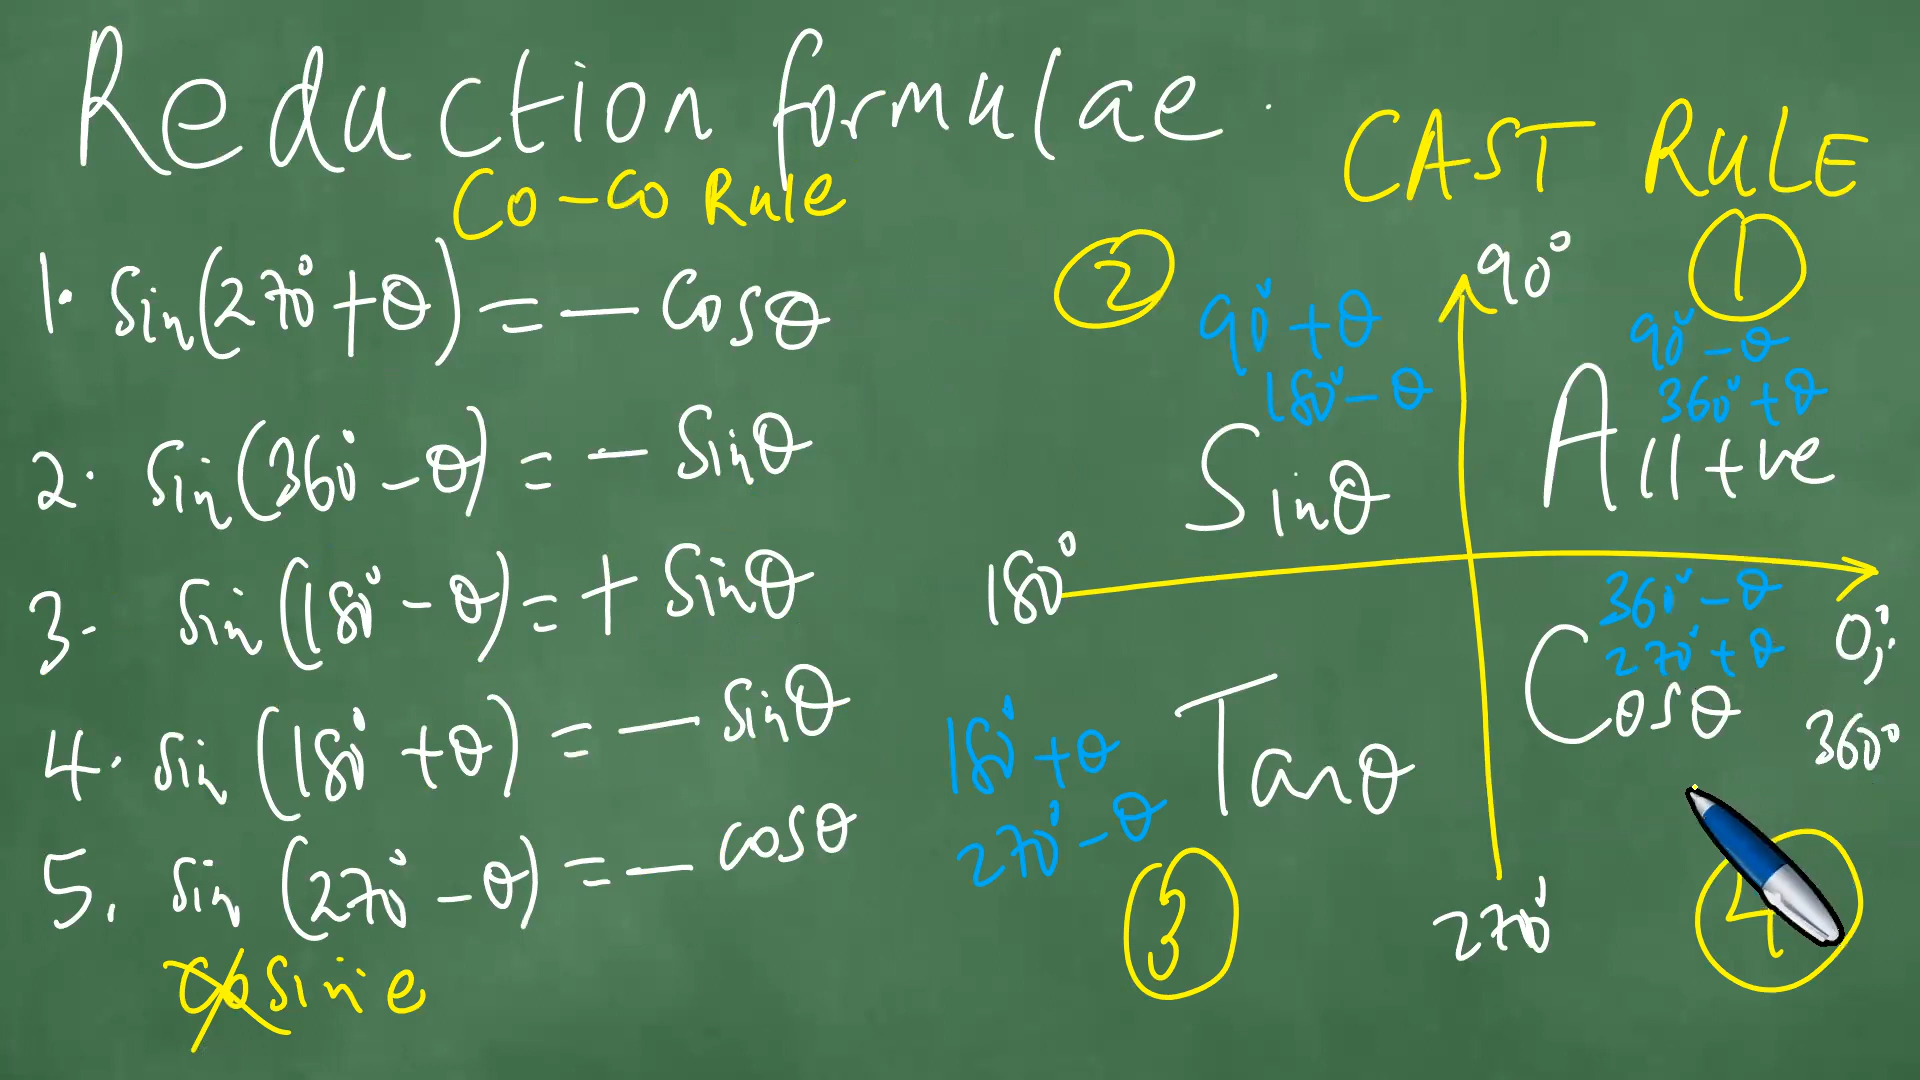 Reduction formulae.
Co-Co Rule
1. Sin(270°+θ) = - Cosθ
2. Sin(360°-θ) = - Sinθ
3. Sin(180°-θ) = + Sinθ
4. Sin(180°+θ) = - Sinθ
5. Sin(270°-θ) = - cosθ
Cosine
CAST RULE
2
90°
1
90°+θ
180°-θ
90°-θ
360°+θ
Sinθ
All +ve
180°
0°;
360°
360°-θ
270°+θ
Cosθ
180°+θ
270°-θ
Tanθ
3
270°
4